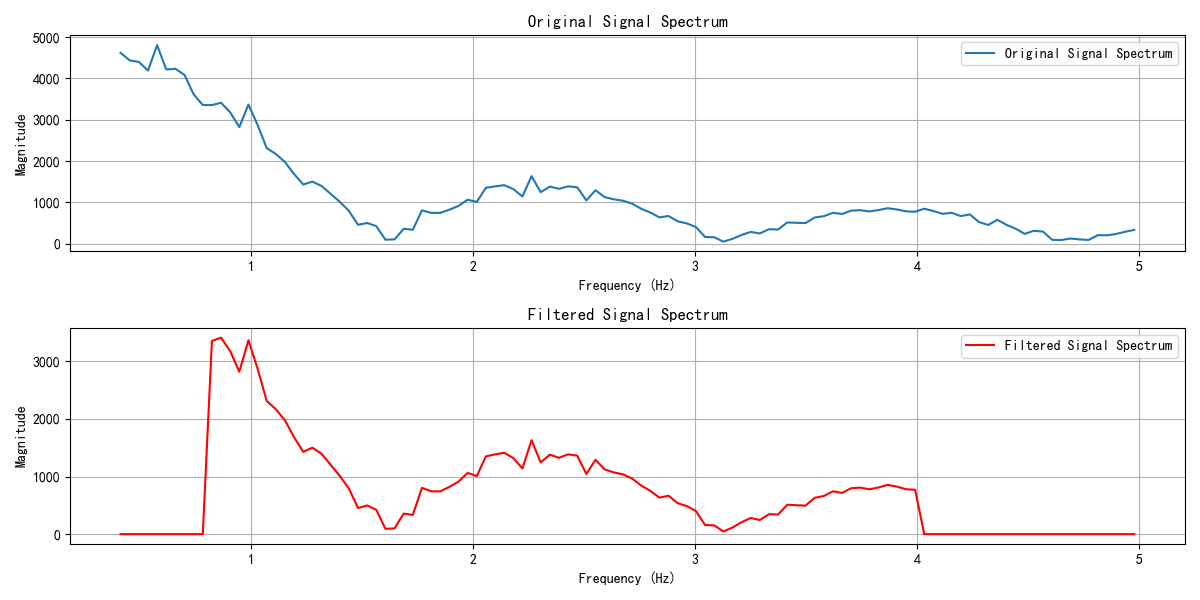 Original Signal Spectrum
5000
4000
3000
2000
1000
0
Magnitude
Original Signal Spectrum
1 2 3 4 5
Frequency (Hz)
Filtered Signal Spectrum
3000
2000
1000
0
Magnitude
Filtered Signal Spectrum
1 2 3 4 5
Frequency (Hz)